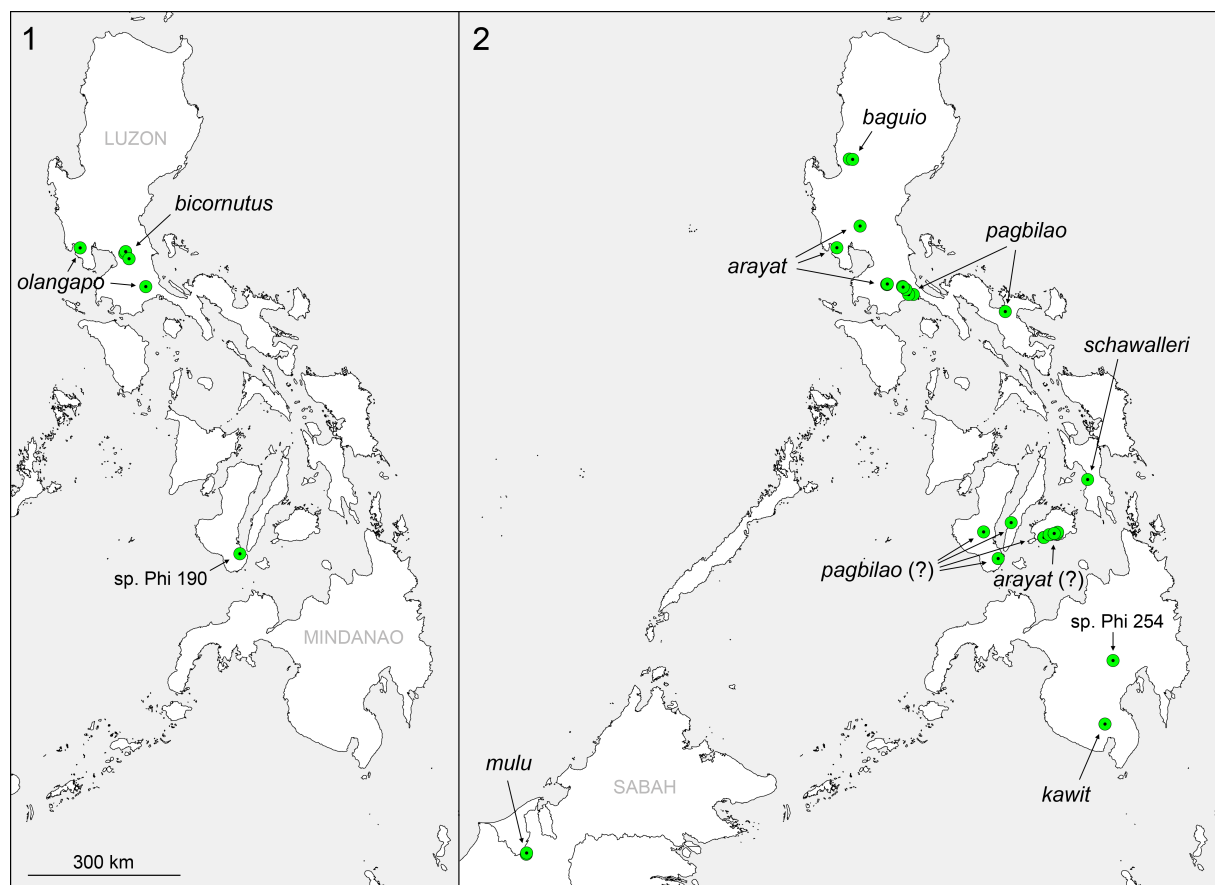 1
LUZON
bicornutus
olangapo
sp. Phi 190
MINDANAO
300 km
2
baguio
pagbilao
arayat
schawalleri
pagbilao (?)
arayat (?)
sp. Phi 254
mulu
SABAH
kawit